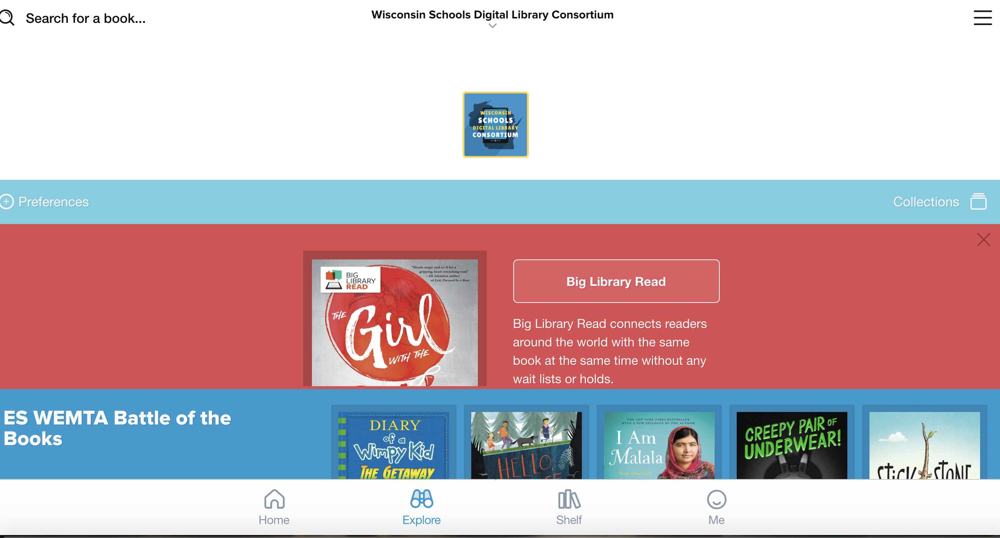 Search for a book...
Wisconsin Schools Digital Library Consortium
WISCONSIN
SCHOOLS
DIGITAL LIBRARY
CONSORTIUM
Preferences
Collections
BIG
LIBRARY
READ
"Blends magic and sci-fi for a
gripping, heart-wrenching read."
—EK Johnston, author
of Exit, Pursued by a Bear
THE
Girl
WITH THE
Big Library Read
Big Library Read connects readers
around the world with the same
book at the same time without any
wait lists or holds.
ES WEMTA Battle of the
Books
DIARY
of a
Wimpy Kid
THE GETAWAY
HELLO,
THE NEW YORK TIMES BESTSELLER
WITH A NEW EPILOGUE BY THE AUTHOR
I Am
Malala
How One Girl
CREEPY PAIR OF
UNDERWEAR!
STICK STONE
Home
Explore
Shelf
Me